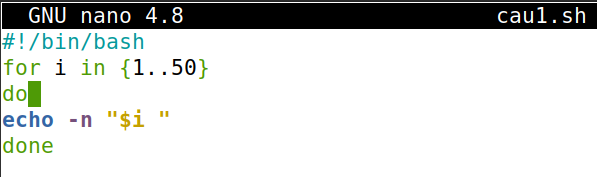 GNU nano 4.8 cau1.sh
#!/bin/bash
for i in {1..50}
do
echo -n "$i "
done